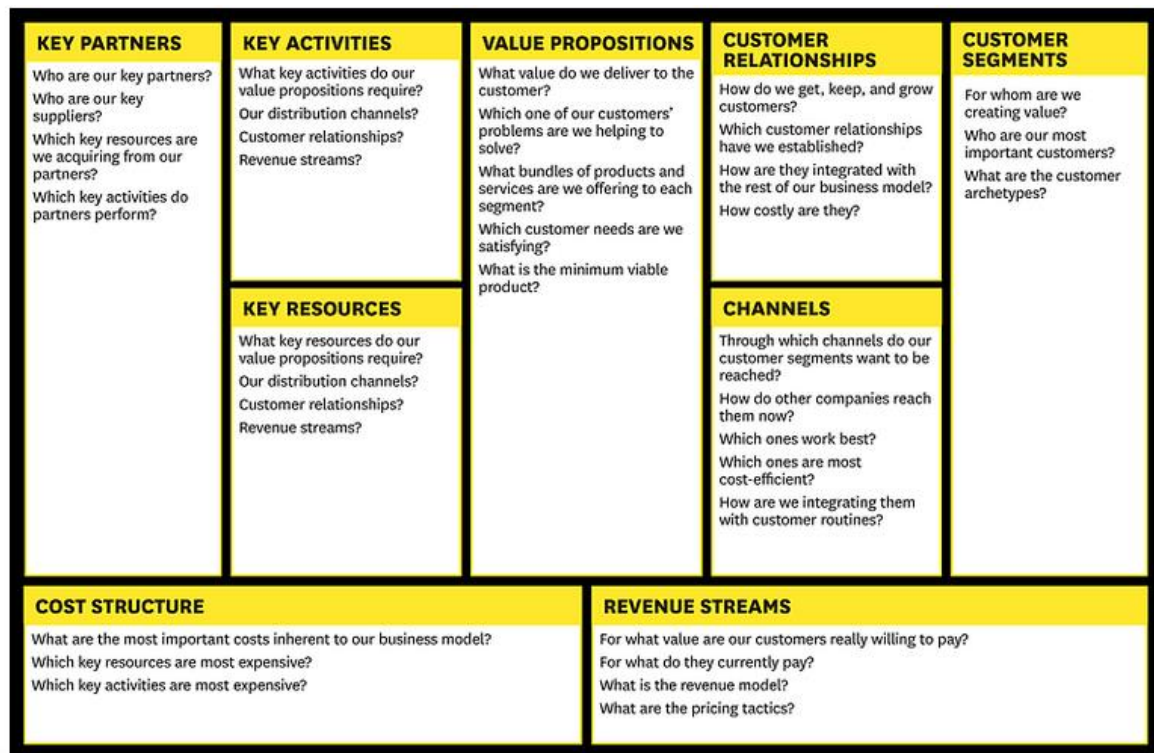 KEY PARTNERS
Who are our key partners?
Who are our key
suppliers?
Which key resources are
we acquiring from our
partners?
Which key activities do
partners perform?
KEY ACTIVITIES
What key activities do our
value propositions require?
Our distribution channels?
Customer relationships?
Revenue streams?
KEY RESOURCES
What key resources do our
value propositions require?
Our distribution channels?
Customer relationships?
Revenue streams?
VALUE PROPOSITIONS
What value do we deliver to the
customer?
Which one of our customers’
problems are we helping to
solve?
What bundles of products and
services are we offering to each
segment?
Which customer needs are we
satisfying?
What is the minimum viable
product?
CUSTOMER
RELATIONSHIPS
How do we get, keep, and grow
customers?
Which customer relationships
have we established?
How are they integrated with
the rest of our business model?
How costly are they?
CHANNELS
Through which channels do our
customer segments want to be
reached?
How do other companies reach
them now?
Which ones work best?
Which ones are most
cost-efficient?
How are we integrating them
with customer routines?
CUSTOMER
SEGMENTS
For whom are we
creating value?
Who are our most
important customers?
What are the customer
archetypes?
COST STRUCTURE
What are the most important costs inherent to our business model?
Which key resources are most expensive?
Which key activities are most expensive?
REVENUE STREAMS
For what value are our customers really willing to pay?
For what do they currently pay?
What is the revenue model?
What are the pricing tactics?